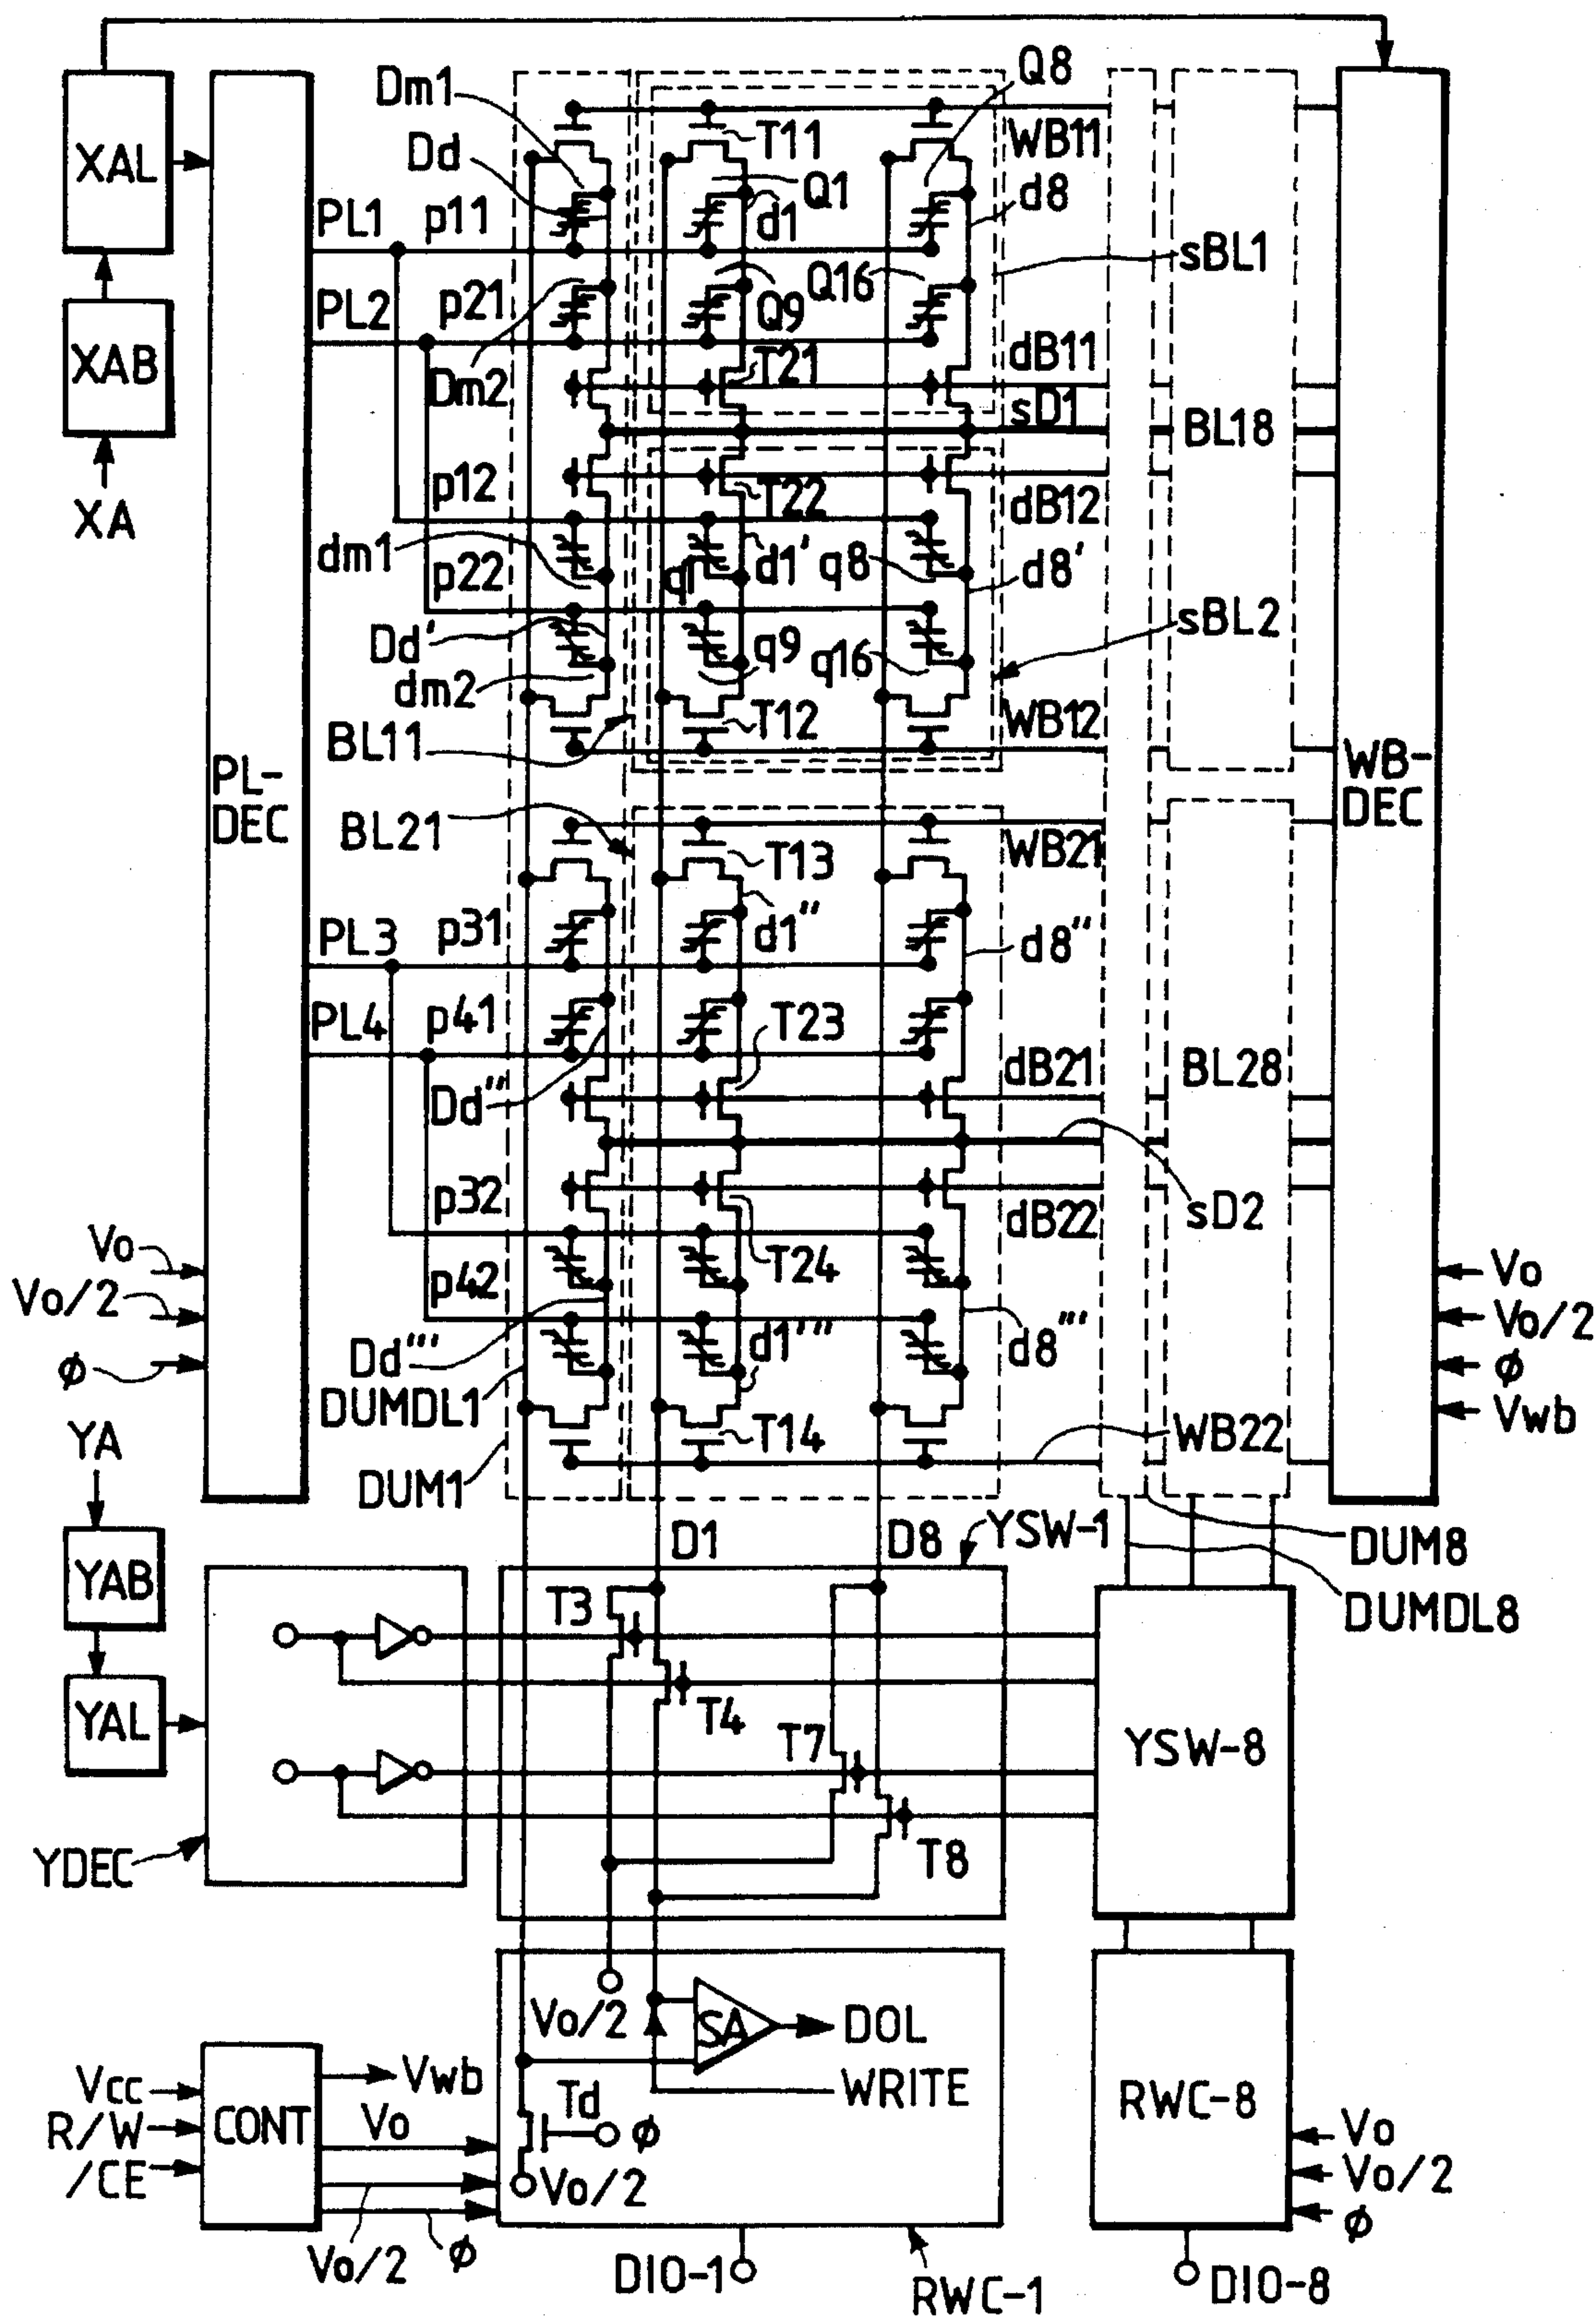 Dm1
Q8
XAL
Dd
T11
WB11
PL1
p11
Q1
d1
d8
sBL1
XAB
PL2
p21
Q9
Q16
Dm2
T21
dB11
sD1
BL18
XA
p12
T22
dB12
dm1
p22
q1
d1'
q8
d8'
sBL2
Dd'
q9
q16
dm2
T12
WB12
BL11
PL-
DEC
WB-
DEC
BL21
T13
WB21
PL3
p31
d1''
d8''
PL4
p41
T23
dB21
BL28
Dd''
p32
sD2
dB22
Vo
T24
Vo
Vo/2
p42
Vo/2
Dd'''
d1'''
d8'''
φ
φ
DUMDL1
Vwb
YA
T14
WB22
DUM1
D1
D8
YSW-1
DUM8
YAB
T3
DUMDL8
YAL
T4
T7
YSW-8
YDEC
T8
Vo/2
SA
DOL
Vcc
Vwb
WRITE
R/W
CONT
Vo
Td
φ
RWC-8
Vo
/CE
Vo/2
Vo/2
φ
Vo/2
φ
DIO-1
RWC-1
DIO-8